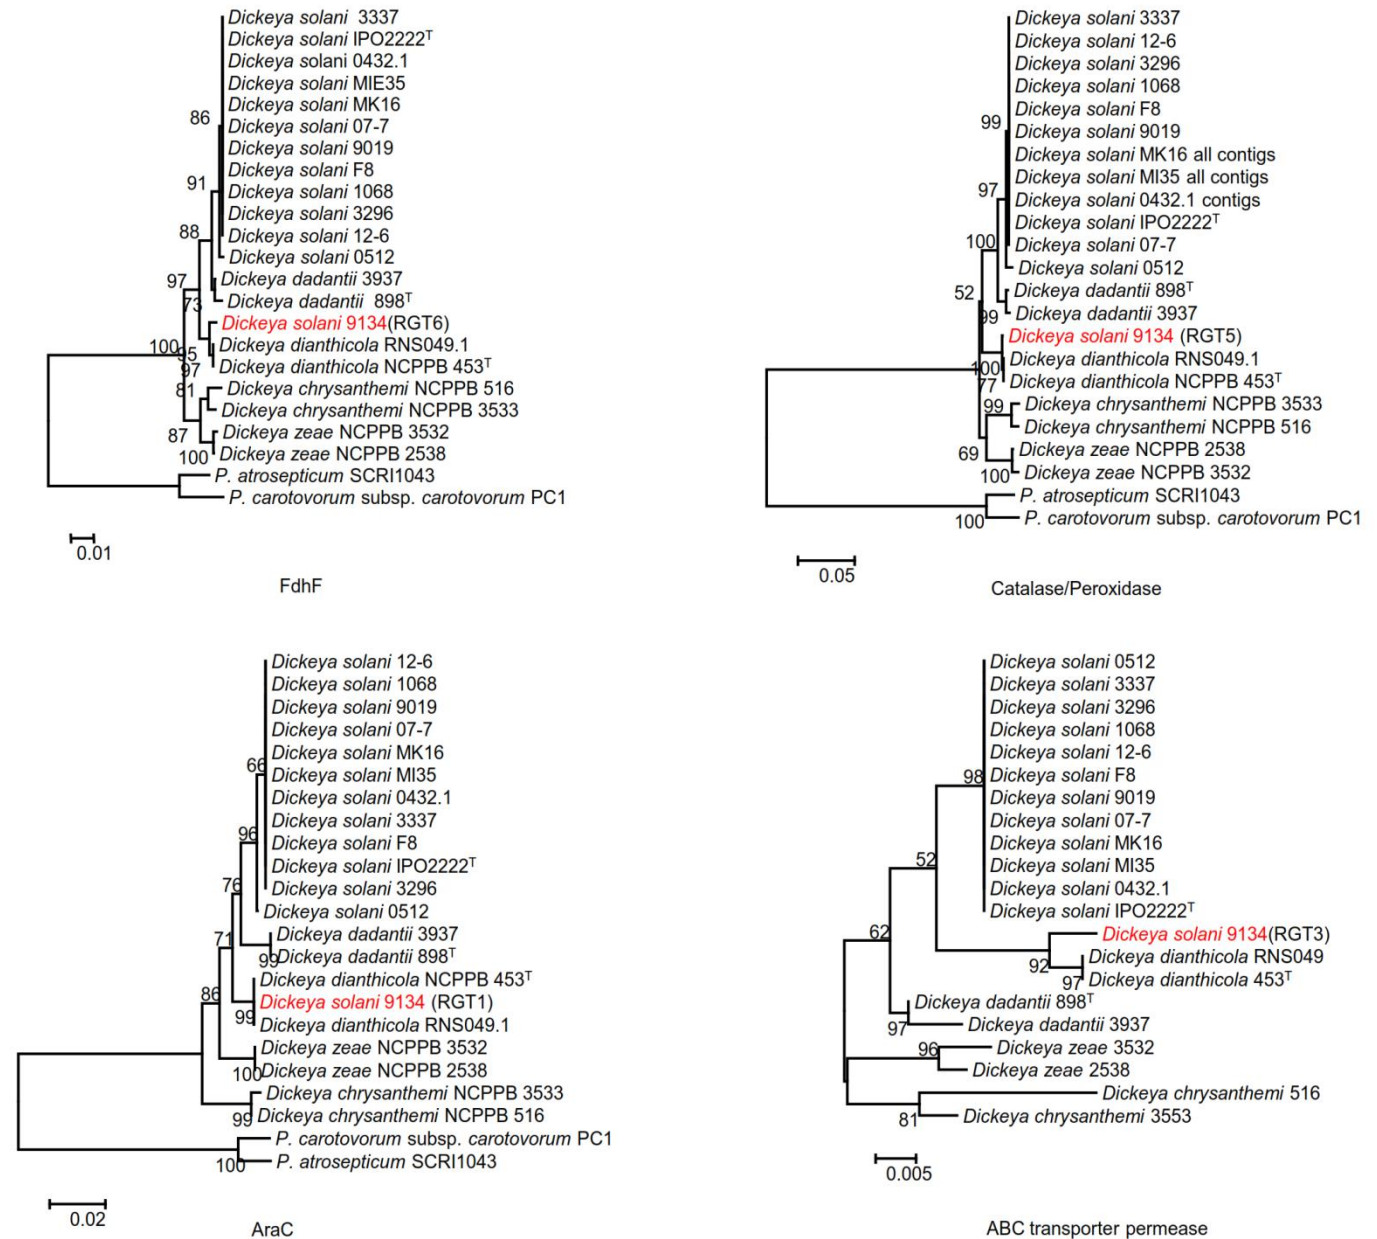 Dickeya solani 3337
Dickeya solani IPO2222ᵀ
Dickeya solani 0432.1
Dickeya solani MIE35
Dickeya solani MK16
Dickeya solani 07-7
Dickeya solani 9019
Dickeya solani F8
Dickeya solani 1068
Dickeya solani 3296
Dickeya solani 12-6
Dickeya solani 0512
Dickeya dadantii 3937
Dickeya dadantii 898ᵀ
Dickeya solani 9134(RGT6)
Dickeya dianthicola RNS049.1
Dickeya dianthicola NCPPB 453ᵀ
Dickeya chrysanthemi NCPPB 516
Dickeya chrysanthemi NCPPB 3533
Dickeya zeae NCPPB 3532
Dickeya zeae NCPPB 2538
P. atrosepticum SCRI1043
P. carotovorum subsp. carotovorum PC1
86
91
88
97
73
100
95
97
81
87
100
0.01
FdhF
Dickeya solani 3337
Dickeya solani 12-6
Dickeya solani 3296
Dickeya solani 1068
Dickeya solani F8
Dickeya solani 9019
Dickeya solani MK16 all contigs
Dickeya solani MI35 all contigs
Dickeya solani 0432.1 contigs
Dickeya solani IPO2222ᵀ
Dickeya solani 07-7
Dickeya solani 0512
Dickeya dadantii 898ᵀ
Dickeya dadantii 3937
Dickeya solani 9134 (RGT5)
Dickeya dianthicola RNS049.1
Dickeya dianthicola NCPPB 453ᵀ
Dickeya chrysanthemi NCPPB 3533
Dickeya chrysanthemi NCPPB 516
Dickeya zeae NCPPB 2538
Dickeya zeae NCPPB 3532
P. atrosepticum SCRI1043
P. carotovorum subsp. carotovorum PC1
99
97
100
52
99
100
77
99
69
100
100
0.05
Catalase/Peroxidase
Dickeya solani 12-6
Dickeya solani 1068
Dickeya solani 9019
Dickeya solani 07-7
Dickeya solani MK16
Dickeya solani MI35
Dickeya solani 0432.1
Dickeya solani 3337
Dickeya solani F8
Dickeya solani IPO2222ᵀ
Dickeya solani 3296
Dickeya solani 0512
Dickeya dadantii 3937
Dickeya dadantii 898ᵀ
Dickeya dianthicola NCPPB 453ᵀ
Dickeya solani 9134 (RGT1)
Dickeya dianthicola RNS049.1
Dickeya zeae NCPPB 3532
Dickeya zeae NCPPB 2538
Dickeya chrysanthemi NCPPB 3533
Dickeya chrysanthemi NCPPB 516
P. carotovorum subsp. carotovorum PC1
P. atrosepticum SCRI1043
66
96
76
71
99
86
99
100
99
100
0.02
AraC
Dickeya solani 0512
Dickeya solani 3337
Dickeya solani 3296
Dickeya solani 1068
Dickeya solani 12-6
Dickeya solani F8
Dickeya solani 9019
Dickeya solani 07-7
Dickeya solani MK16
Dickeya solani MI35
Dickeya solani 0432.1
Dickeya solani IPO2222ᵀ
Dickeya solani 9134(RGT3)
Dickeya dianthicola RNS049
Dickeya dianthicola 453ᵀ
Dickeya dadantii 898ᵀ
Dickeya dadantii 3937
Dickeya zeae 3532
Dickeya zeae 2538
Dickeya chrysanthemi 516
Dickeya chrysanthemi 3553
98
52
62
92
97
97
96
81
0.005
ABC transporter permease